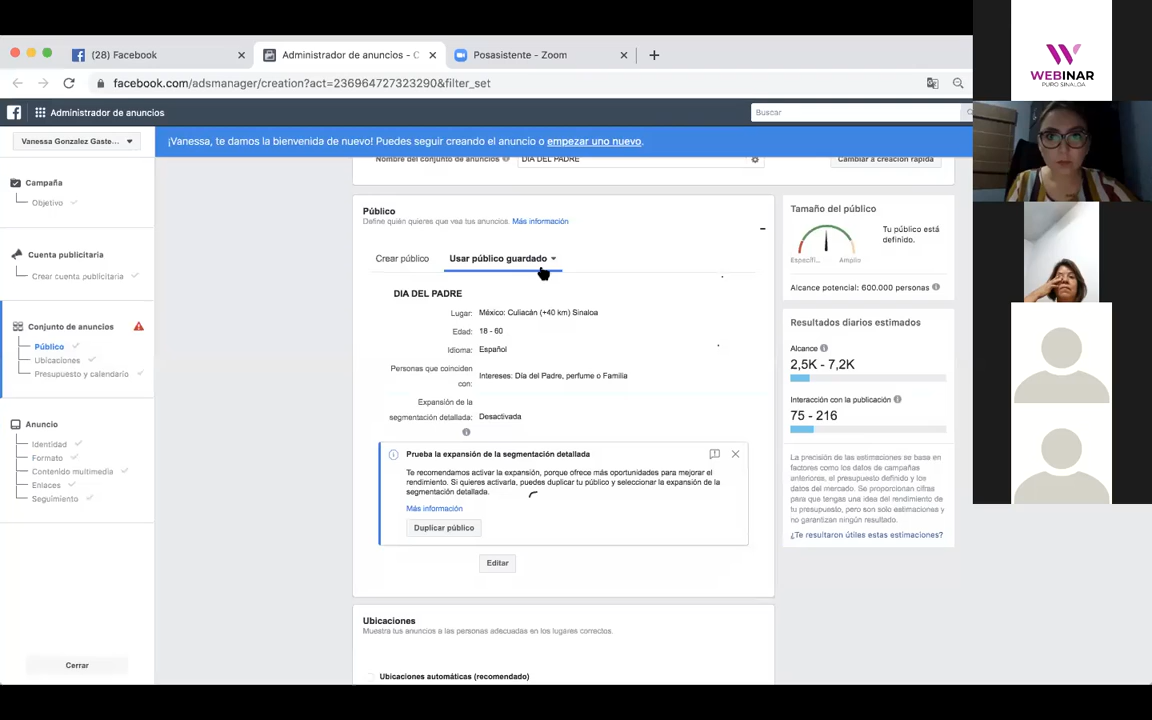 (28) Facebook
Administrador de anuncios - C
Posasistente - Zoom
facebook.com/adsmanager/creation?act=236964727323290&filter_set
Administrador de anuncios
Buscar
Vanessa Gonzalez Gaste...
¡Vanessa, te damos la bienvenida de nuevo! Puedes seguir creando el anuncio o empezar uno nuevo.
Campaña
Objetivo
Cuenta publicitaria
Crear cuenta publicitaria
Conjunto de anuncios
Público
Ubicaciones
Presupuesto y calendario
Anuncio
Identidad
Formato
Contenido multimedia
Enlaces
Seguimiento
Cerrar
Nombre del conjunto de anuncios
DIA DEL PADRE
Cambiar a creación rápida
Público
Define quién quieres que vea tus anuncios. Más información
Crear público
Usar público guardado
DIA DEL PADRE
Lugar: México: Culiacán (+40 km) Sinaloa
Edad: 18 - 60
Idioma: Español
Personas que coinciden con: Intereses: Día del Padre, perfume o Familia
Expansión de la segmentación detallada: Desactivada
Prueba la expansión de la segmentación detallada
Te recomendamos activar la expansión, porque ofrece más oportunidades para mejorar el
rendimiento. Si quieres activarla, puedes duplicar tu público y seleccionar la expansión de la
segmentación detallada.
Más información
Duplicar público
Editar
Ubicaciones
Muestra tus anuncios a las personas adecuadas en los lugares correctos.
Ubicaciones automáticas (recomendado)
Tamaño del público
Tu público está
definido.
Específi...
Amplio
Alcance potencial: 600.000 personas
Resultados diarios estimados
Alcance
2,5K - 7,2K
Interacción con la publicación
75 - 216
La precisión de las estimaciones se basa en
factores como los datos de campañas
anteriores, el presupuesto definido y los
datos del mercado. Se proporcionan cifras
para que tengas una idea del rendimiento de
tu presupuesto, pero son solo estimaciones y
no garantizan ningún resultado.
¿Te resultaron útiles estas estimaciones?
WEBINAR
PURO SINALOA